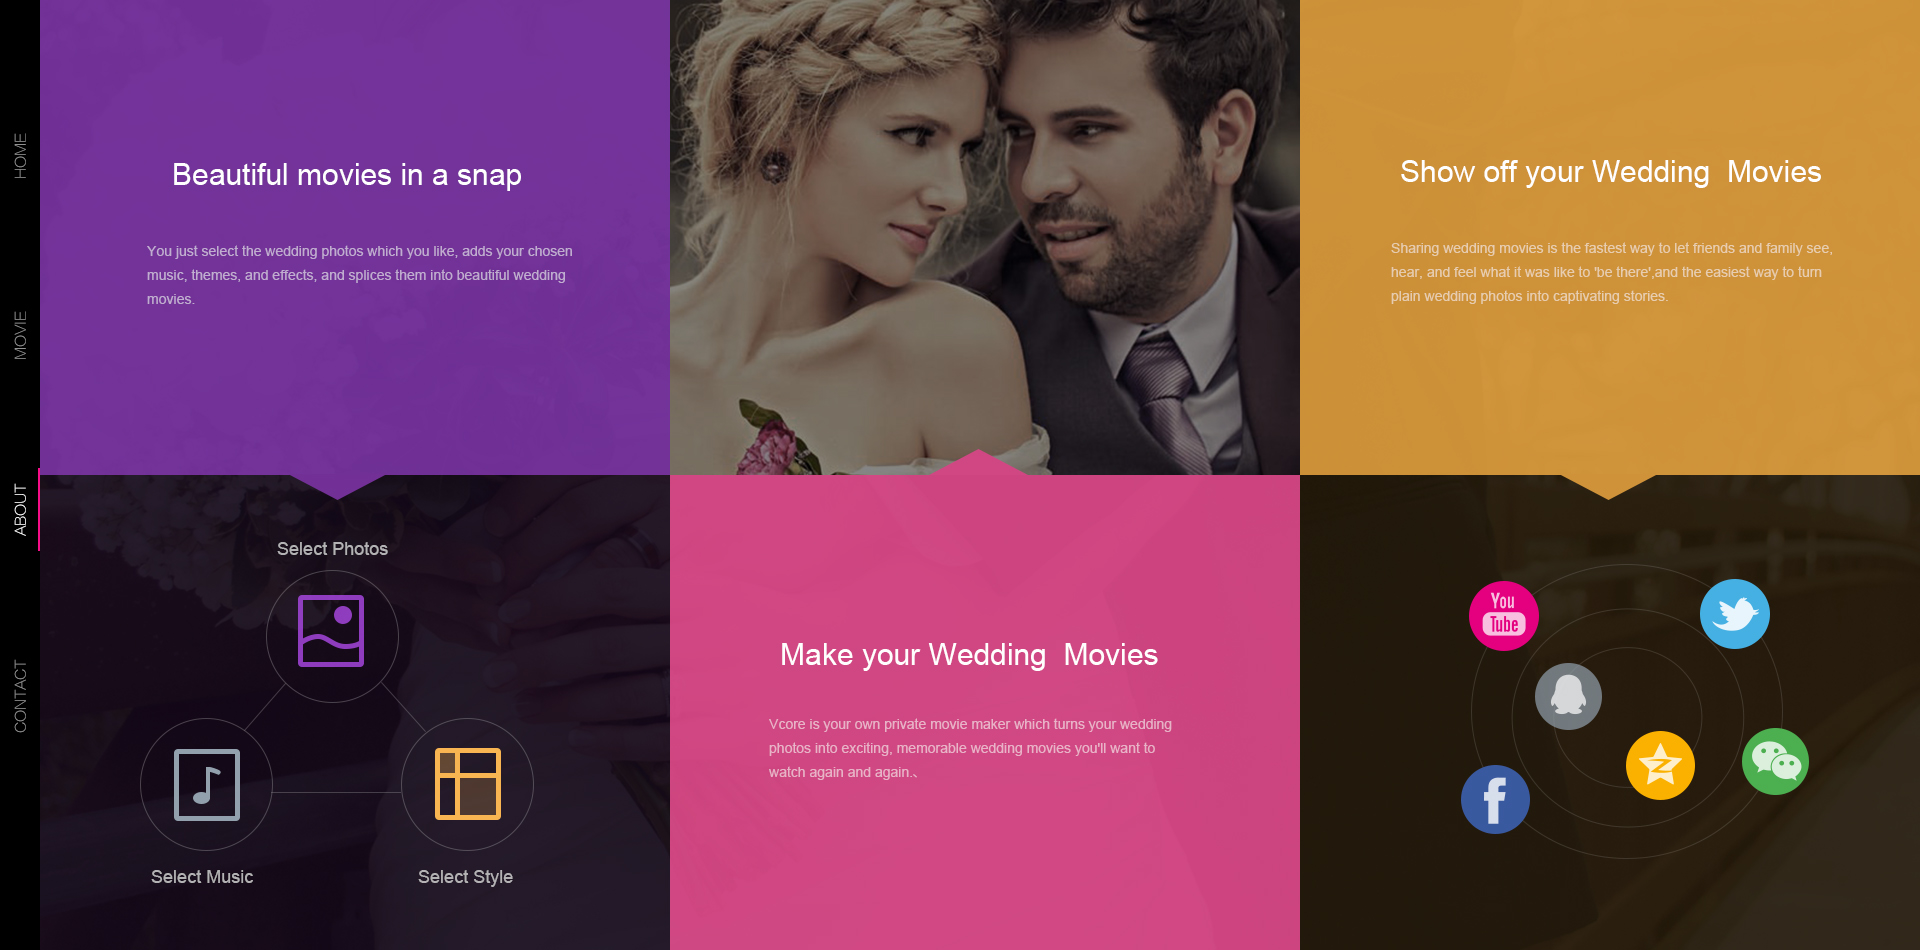 HOME
MOVIE
ABOUT
CONTACT
Beautiful movies in a snap
You just select the wedding photos which you like, adds your chosen
music, themes, and effects, and splices them into beautiful wedding
movies.
Show off your Wedding  Movies
Sharing wedding movies is the fastest way to let friends and family see,
hear, and feel what it was like to 'be there',and the easiest way to turn
plain wedding photos into captivating stories.
Select Photos
Select Music
Select Style
Make your Wedding  Movies
Vcore is your own private movie maker which turns your wedding
photos into exciting, memorable wedding movies you'll want to
watch again and again.、
You
Tube